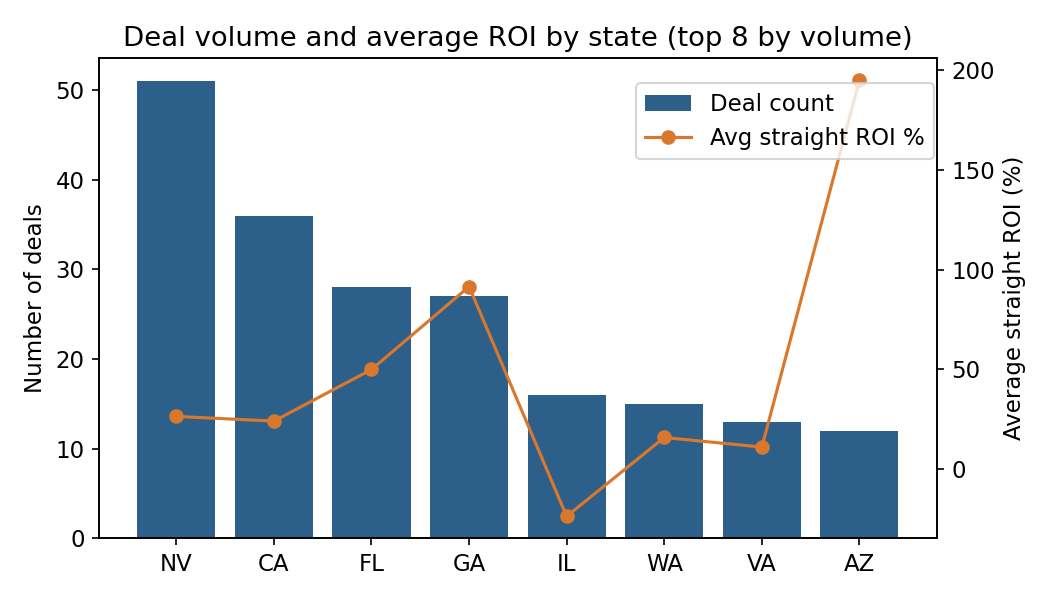 Deal volume and average ROI by state (top 8 by volume)
Number of deals
50
40
30
20
10
0
Deal count
Avg straight ROI %
200
150
100
50
0
Average straight ROI (%)
NV CA FL GA IL WA VA AZ